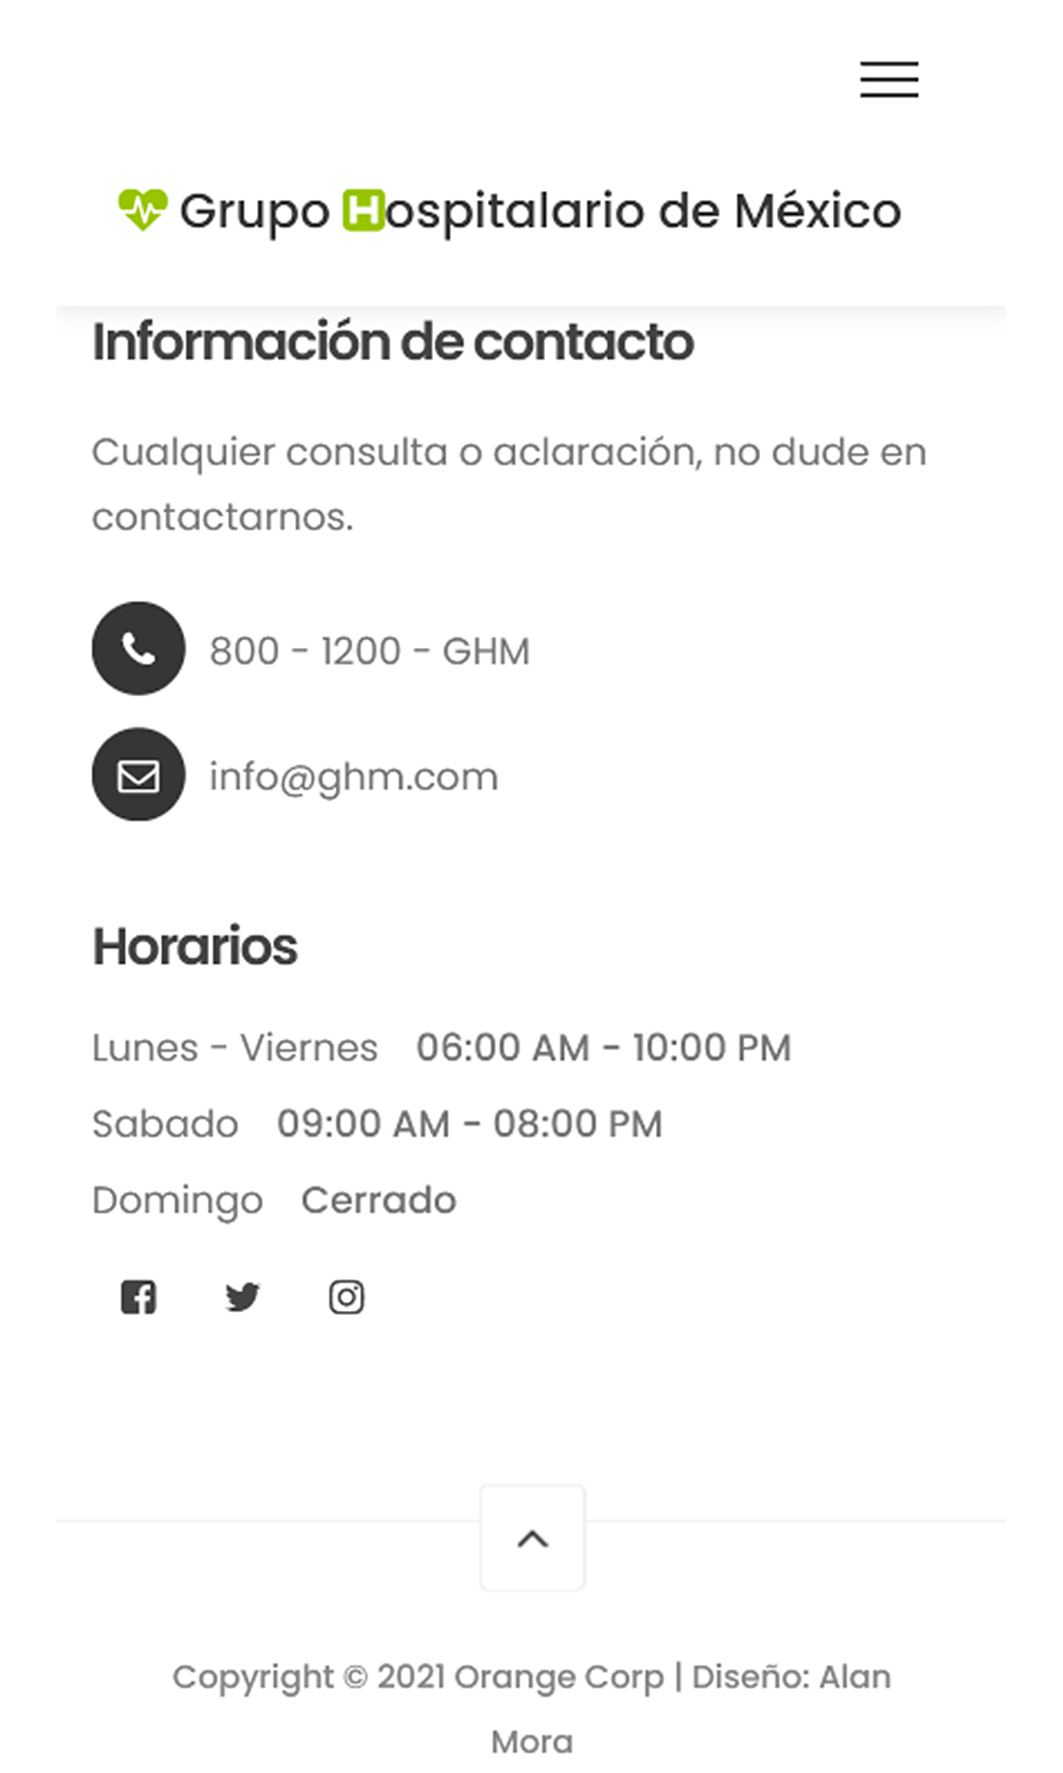 Grupo Hospitalario de México
Información de contacto
Cualquier consulta o aclaración, no dude en
contactarnos.
800 - 1200 - GHM
info@ghm.com
Horarios
Lunes - Viernes 06:00 AM - 10:00 PM
Sabado 09:00 AM - 08:00 PM
Domingo Cerrado
Copyright © 2021 Orange Corp | Diseño: Alan
Mora